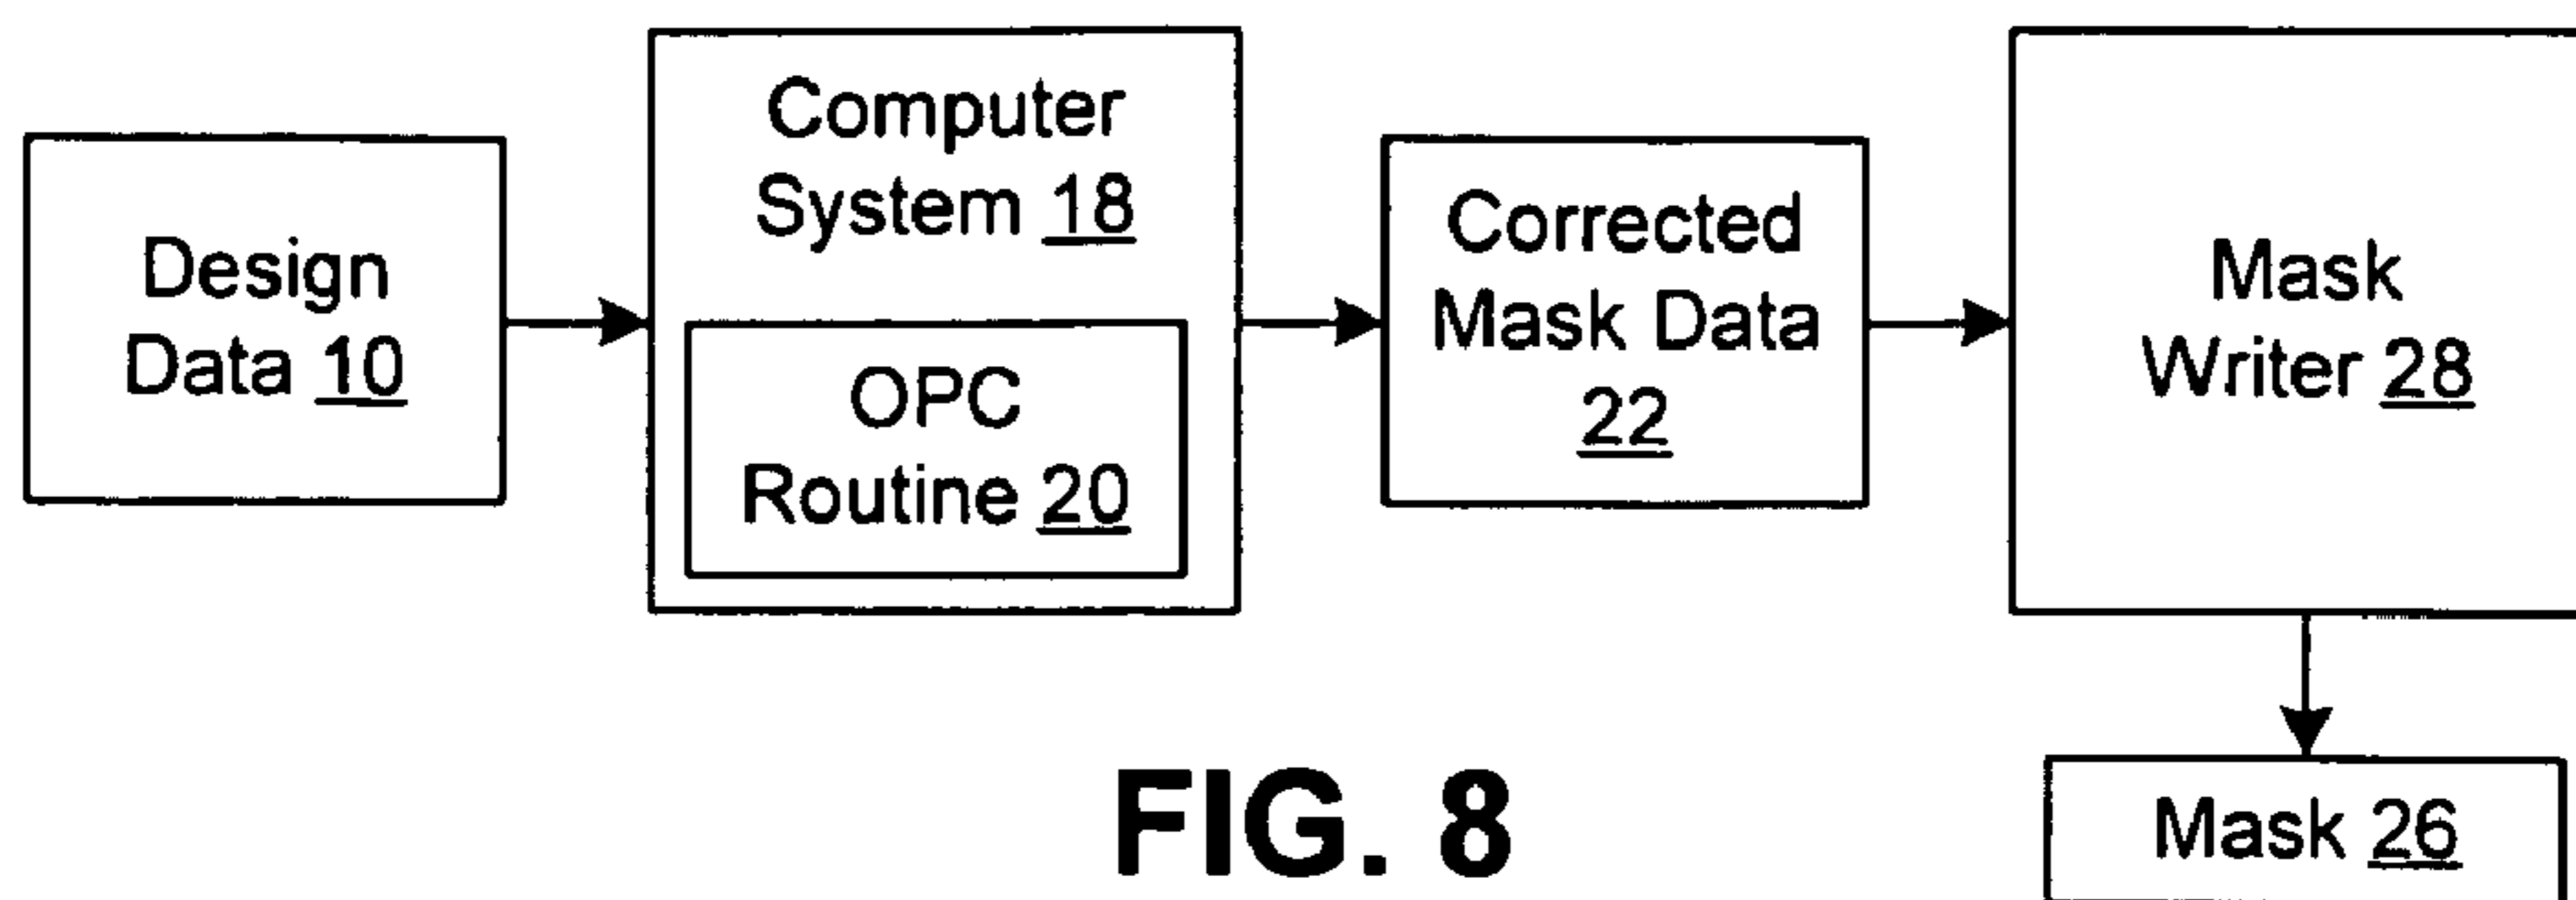 Design
Data 10
Computer
System 18
OPC
Routine 20
Corrected
Mask Data
22
Mask
Writer 28
Mask 26
FIG. 8